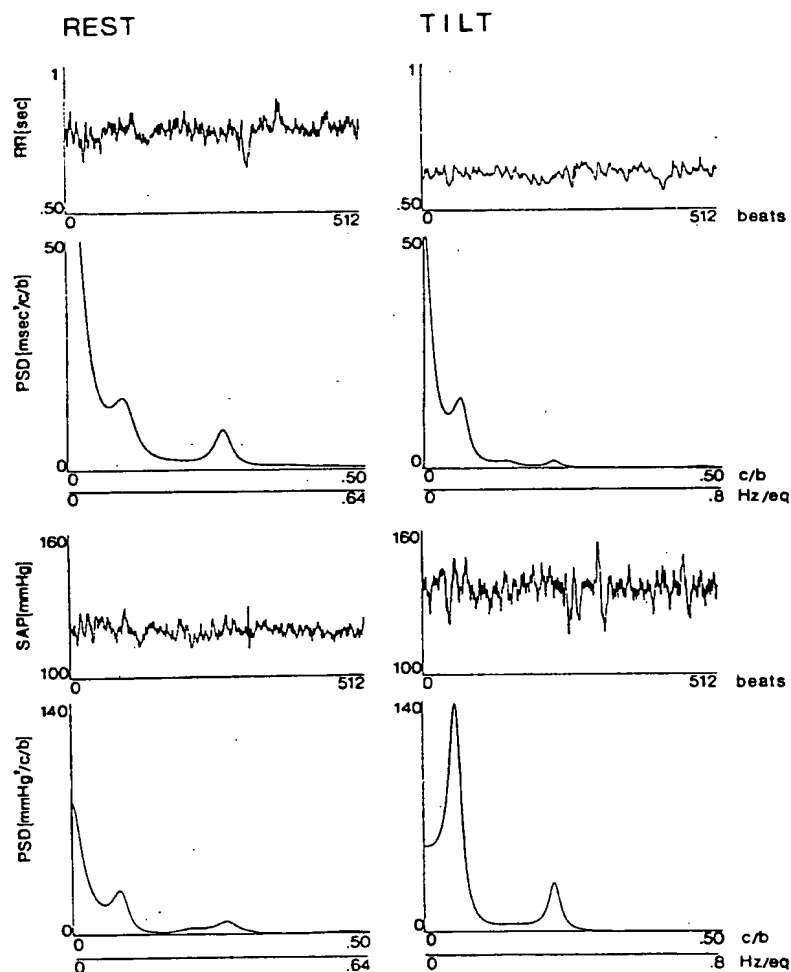 REST TILT
1 1
RR[sec]
.50 .50
0 512 0 512 beats
50 50
PSD[msec²/c/b]
0 0
0 .50 0 .50 c/b
0 .64 0 .8 Hz/eq
160 160
SAP[mmHg]
100 100
0 512 0 512 beats
140 140
PSD[mmHg²/c/b]
0 0
0 .50 0 .50 c/b
0 .64 0 .8 Hz/eq